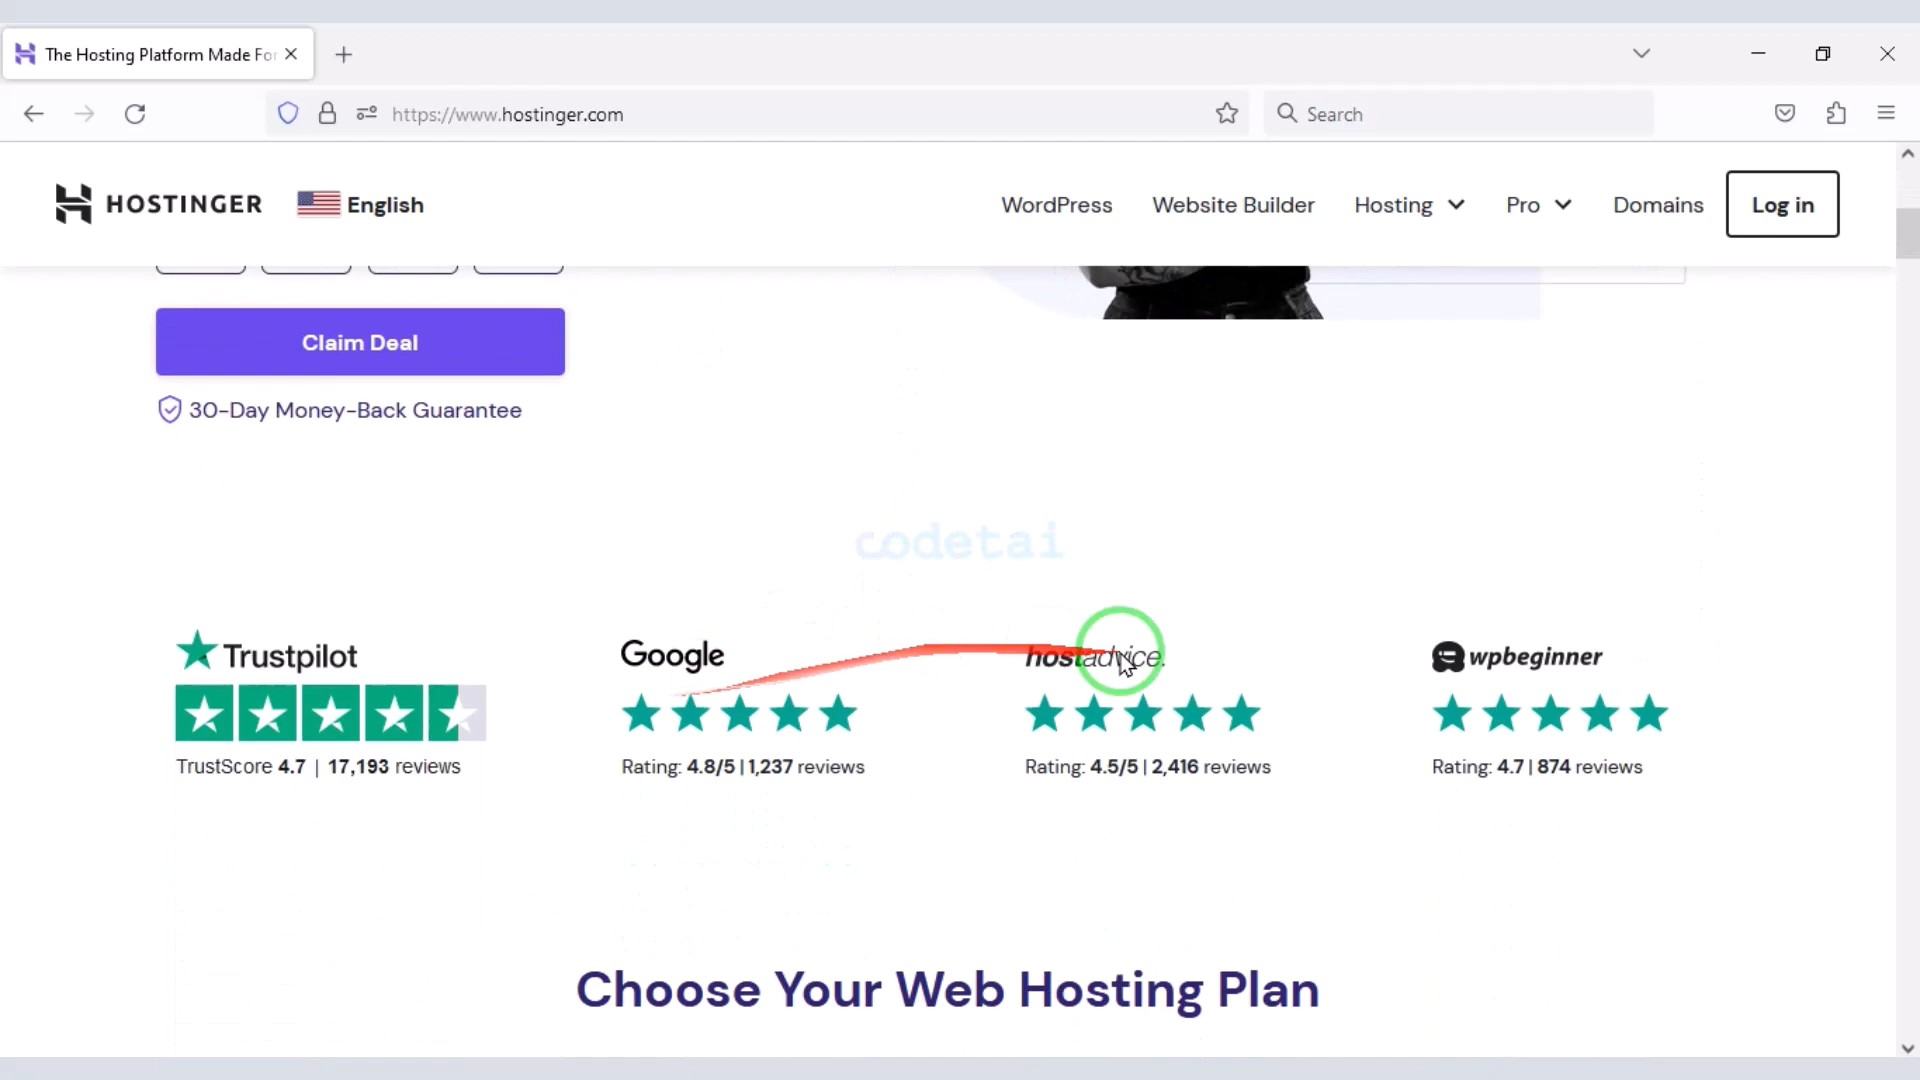 The Hosting Platform Made For
https://www.hostinger.com
Search
HOSTINGER
English
WordPress
Website Builder
Hosting
Pro
Domains
Log in
Claim Deal
30-Day Money-Back Guarantee
codetai
Trustpilot
Google
hostadvice.
wpbeginner
TrustScore 4.7 | 17,193 reviews
Rating: 4.8/5 | 1,237 reviews
Rating: 4.5/5 | 2,416 reviews
Rating: 4.7 | 874 reviews
Choose Your Web Hosting Plan